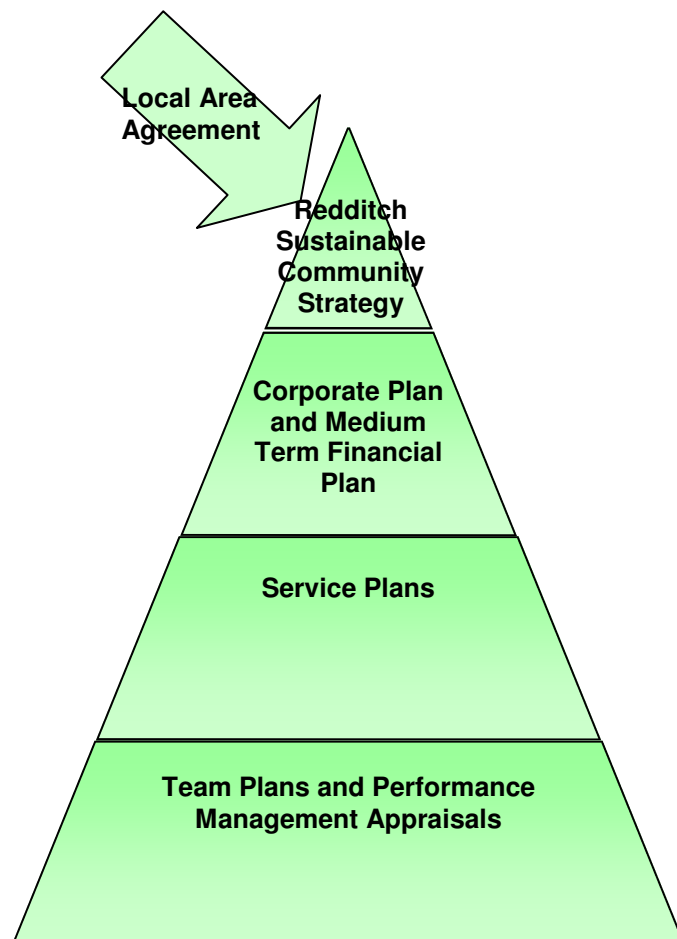 Local Area
Agreement
Redditch
Sustainable
Community
Strategy
Corporate Plan
and Medium
Term Financial
Plan
Service Plans
Team Plans and Performance
Management Appraisals